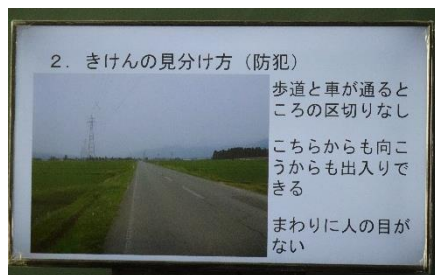 2．きけんの見分け方（防犯）
歩道と車が通ると
ころの区切りなし
こちらからも向こ
うからも出入りで
きる
まわりに人の目が
ない